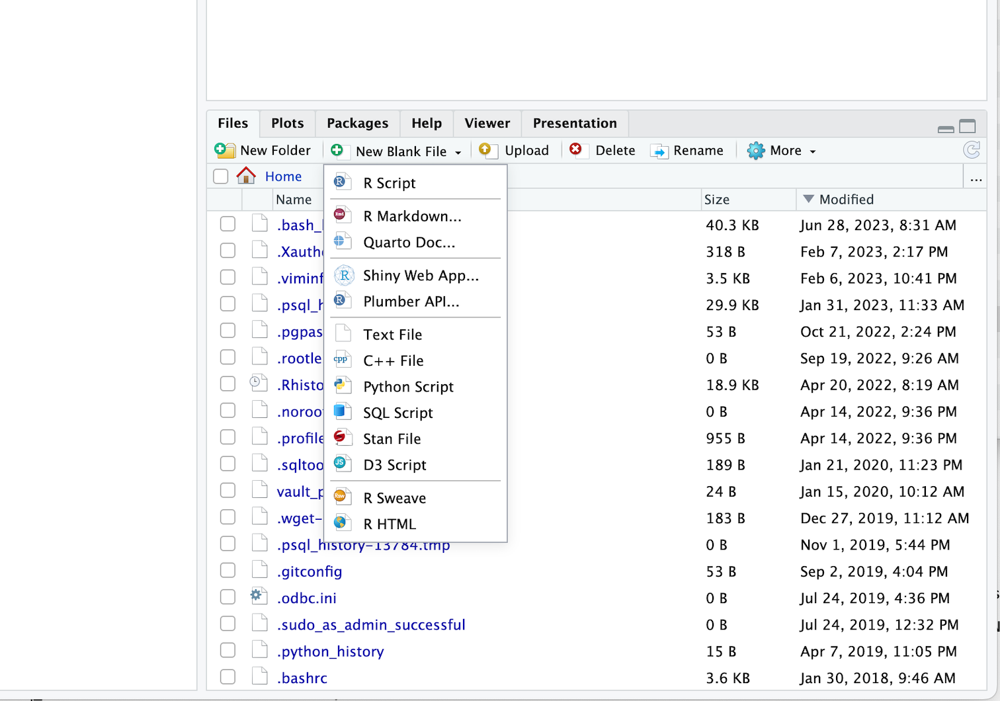 Files Plots Packages Help Viewer Presentation
New Folder New Blank File Upload Delete Rename More
Home ...
Name Size Modified
R Script
R Markdown...
Quarto Doc...
Shiny Web App...
Plumber API...
Text File
C++ File
Python Script
SQL Script
Stan File
D3 Script
R Sweave
R HTML
.bash_ 40.3 KB Jun 28, 2023, 8:31 AM
.Xauth 318 B Feb 7, 2023, 2:17 PM
.viminf 3.5 KB Feb 6, 2023, 10:41 PM
.psql_h 29.9 KB Jan 31, 2023, 11:33 AM
.pgpas 53 B Oct 21, 2022, 2:24 PM
.rootle 0 B Sep 19, 2022, 9:26 AM
.Rhisto 18.9 KB Apr 20, 2022, 8:19 AM
.noroo 0 B Apr 14, 2022, 9:36 PM
.profile 955 B Apr 14, 2022, 9:36 PM
.sqltoo 189 B Jan 21, 2020, 11:23 PM
vault_p 24 B Jan 15, 2020, 10:12 AM
.wget- 183 B Dec 27, 2019, 11:12 AM
.psql_history-13784.tmp 0 B Nov 1, 2019, 5:44 PM
.gitconfig 53 B Sep 2, 2019, 4:04 PM
.odbc.ini 0 B Jul 24, 2019, 4:36 PM
.sudo_as_admin_successful 0 B Jul 24, 2019, 12:32 PM
.python_history 15 B Apr 7, 2019, 11:05 PM
.bashrc 3.6 KB Jan 30, 2018, 9:46 AM